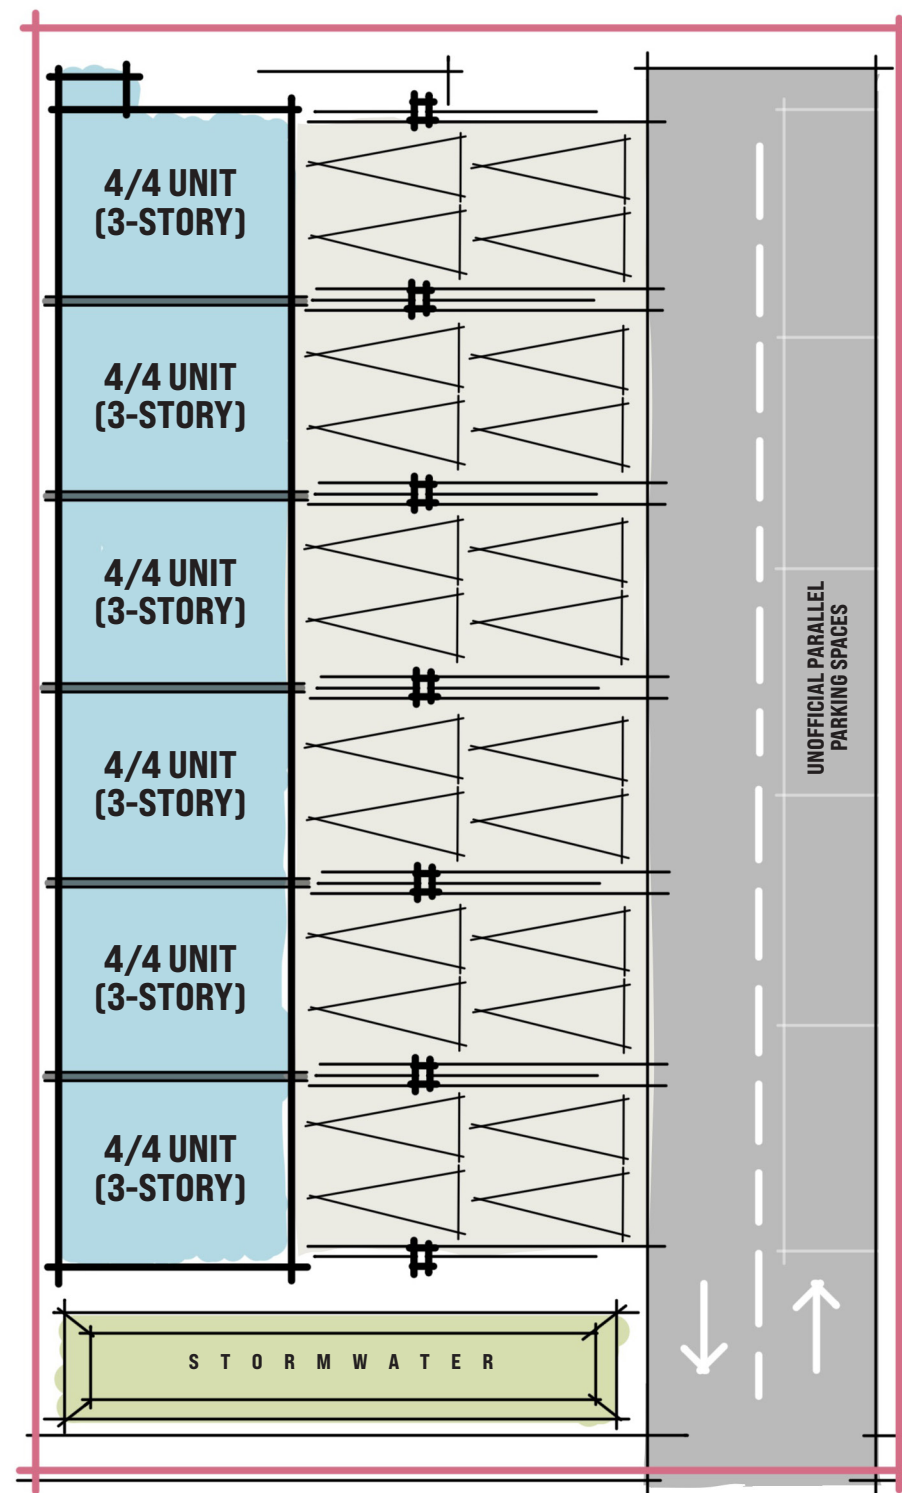 4/4 UNIT
(3-STORY)
4/4 UNIT
(3-STORY)
4/4 UNIT
(3-STORY)
UNOFFICIAL PARALLEL
PARKING SPACES
4/4 UNIT
(3-STORY)
4/4 UNIT
(3-STORY)
4/4 UNIT
(3-STORY)
STORMWATER